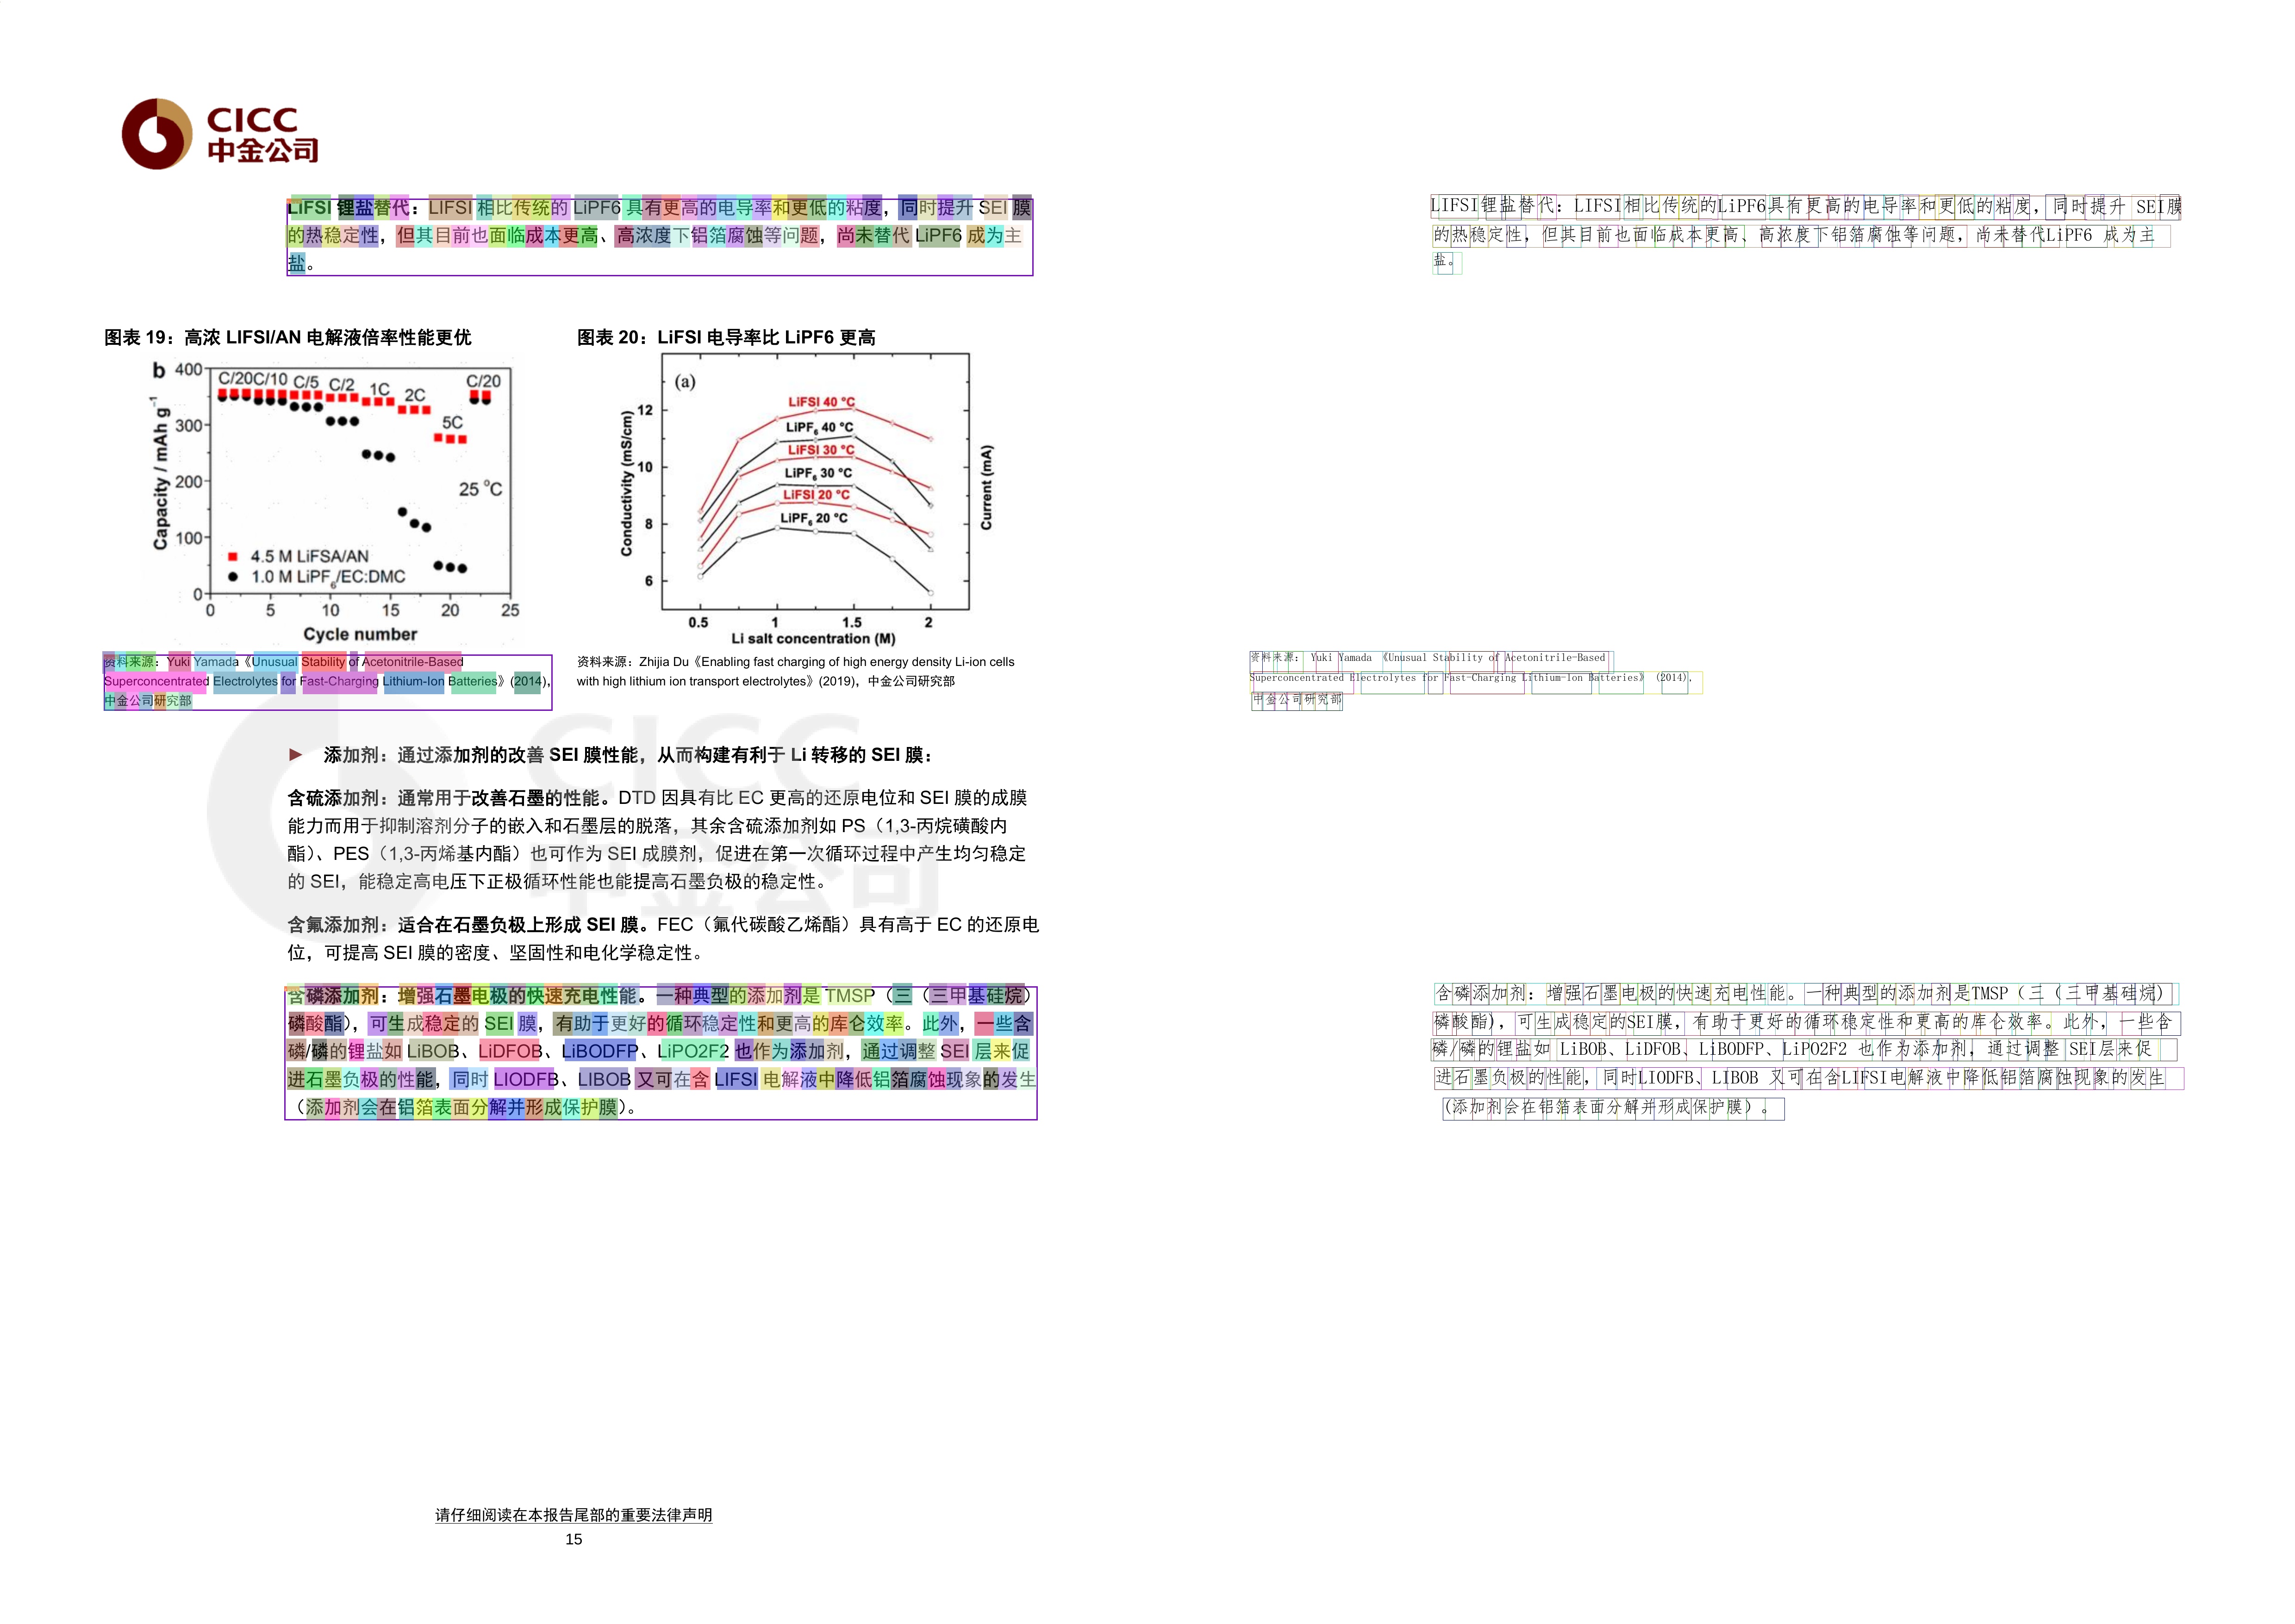 CICC
中金公司
LiFSI 锂盐替代：LIFSI 相比传统的 LiPF6 具有更高的电导率和更低的粘度，同时提升 SEI 膜
的热稳定性，但其目前也面临成本更高、高浓度下铝箔腐蚀等问题，尚未替代 LiPF6 成为主
盐。
图表 19：高浓 LIFSI/AN 电解液倍率性能更优
b
400
300
200
100
0
Capacity / mAh g⁻¹
C/20
C/10
C/5
C/2
1C
2C
5C
C/20
25 °C
4.5 M LiFSA/AN
1.0 M LiPF₆/EC:DMC
0 5 10 15 20 25
Cycle number
资料来源：Yuki Yamada《Unusual Stability of Acetonitrile-Based
Superconcentrated Electrolytes for Fast-Charging Lithium-Ion Batteries》(2014)，
中金公司研究部
图表 20：LiFSI 电导率比 LiPF6 更高
(a)
12
10
8
6
Conductivity (mS/cm)
LiFSI 40 °C
LiPF₆ 40 °C
LiFSI 30 °C
LiPF₆ 30 °C
LiFSI 20 °C
LiPF₆ 20 °C
Current (mA)
0.5 1 1.5 2
Li salt concentration (M)
资料来源：Zhijia Du《Enabling fast charging of high energy density Li-ion cells
with high lithium ion transport electrolytes》(2019)，中金公司研究部
CICC
中金公司
► 添加剂：通过添加剂的改善 SEI 膜性能，从而构建有利于 Li 转移的 SEI 膜：
含硫添加剂：通常用于改善石墨的性能。DTD 因具有比 EC 更高的还原电位和 SEI 膜的成膜
能力而用于抑制溶剂分子的嵌入和石墨层的脱落，其余含硫添加剂如 PS（1,3-丙烷磺酸内
酯）、PES（1,3-丙烯基内酯）也可作为 SEI 成膜剂，促进在第一次循环过程中产生均匀稳定
的 SEI，能稳定高电压下正极循环性能也能提高石墨负极的稳定性。
含氟添加剂：适合在石墨负极上形成 SEI 膜。FEC（氟代碳酸乙烯酯）具有高于 EC 的还原电
位，可提高 SEI 膜的密度、坚固性和电化学稳定性。
含磷添加剂：增强石墨电极的快速充电性能。一种典型的添加剂是 TMSP（三（三甲基硅烷）
磷酸酯），可生成稳定的 SEI 膜，有助于更好的循环稳定性和更高的库仑效率。此外，一些含
磷/磷的锂盐如 LiBOB、LiDFOB、LiBODFP、LiPO2F2 也作为添加剂，通过调整 SEI 层来促
进石墨负极的性能，同时 LIODFB、LIBOB 又可在含 LIFSI 电解液中降低铝箔腐蚀现象的发生
（添加剂会在铝箔表面分解并形成保护膜）。
请仔细阅读在本报告尾部的重要法律声明
15
LIFSI锂盐替代：LIFSI相比传统的LiPF6具有更高的电导率和更低的粘度，同时提升 SEI膜
的热稳定性，但其目前也面临成本更高、高浓度下铝箔腐蚀等问题，尚未替代LiPF6 成为主
盐。
资料来源： Yuki Yamada 《Unusual Stability of Acetonitrile-Based
Superconcentrated Electrolytes for Fast-Charging Lithium-Ion Batteries》 (2014)，
中金公司研究部
含磷添加剂：增强石墨电极的快速充电性能。一种典型的添加剂是TMSP（三（三甲基硅烷）
磷酸酯），可生成稳定的SEI膜，有助于更好的循环稳定性和更高的库仑效率。此外，一些含
磷/磷的锂盐如 LiBOB、LiDFOB、LiBODFP、LiPO2F2 也作为添加剂，通过调整 SEI层来促
进石墨负极的性能，同时LIODFB、LIBOB 又可在含LIFSI电解液中降低铝箔腐蚀现象的发生
(添加剂会在铝箔表面分解并形成保护膜）。